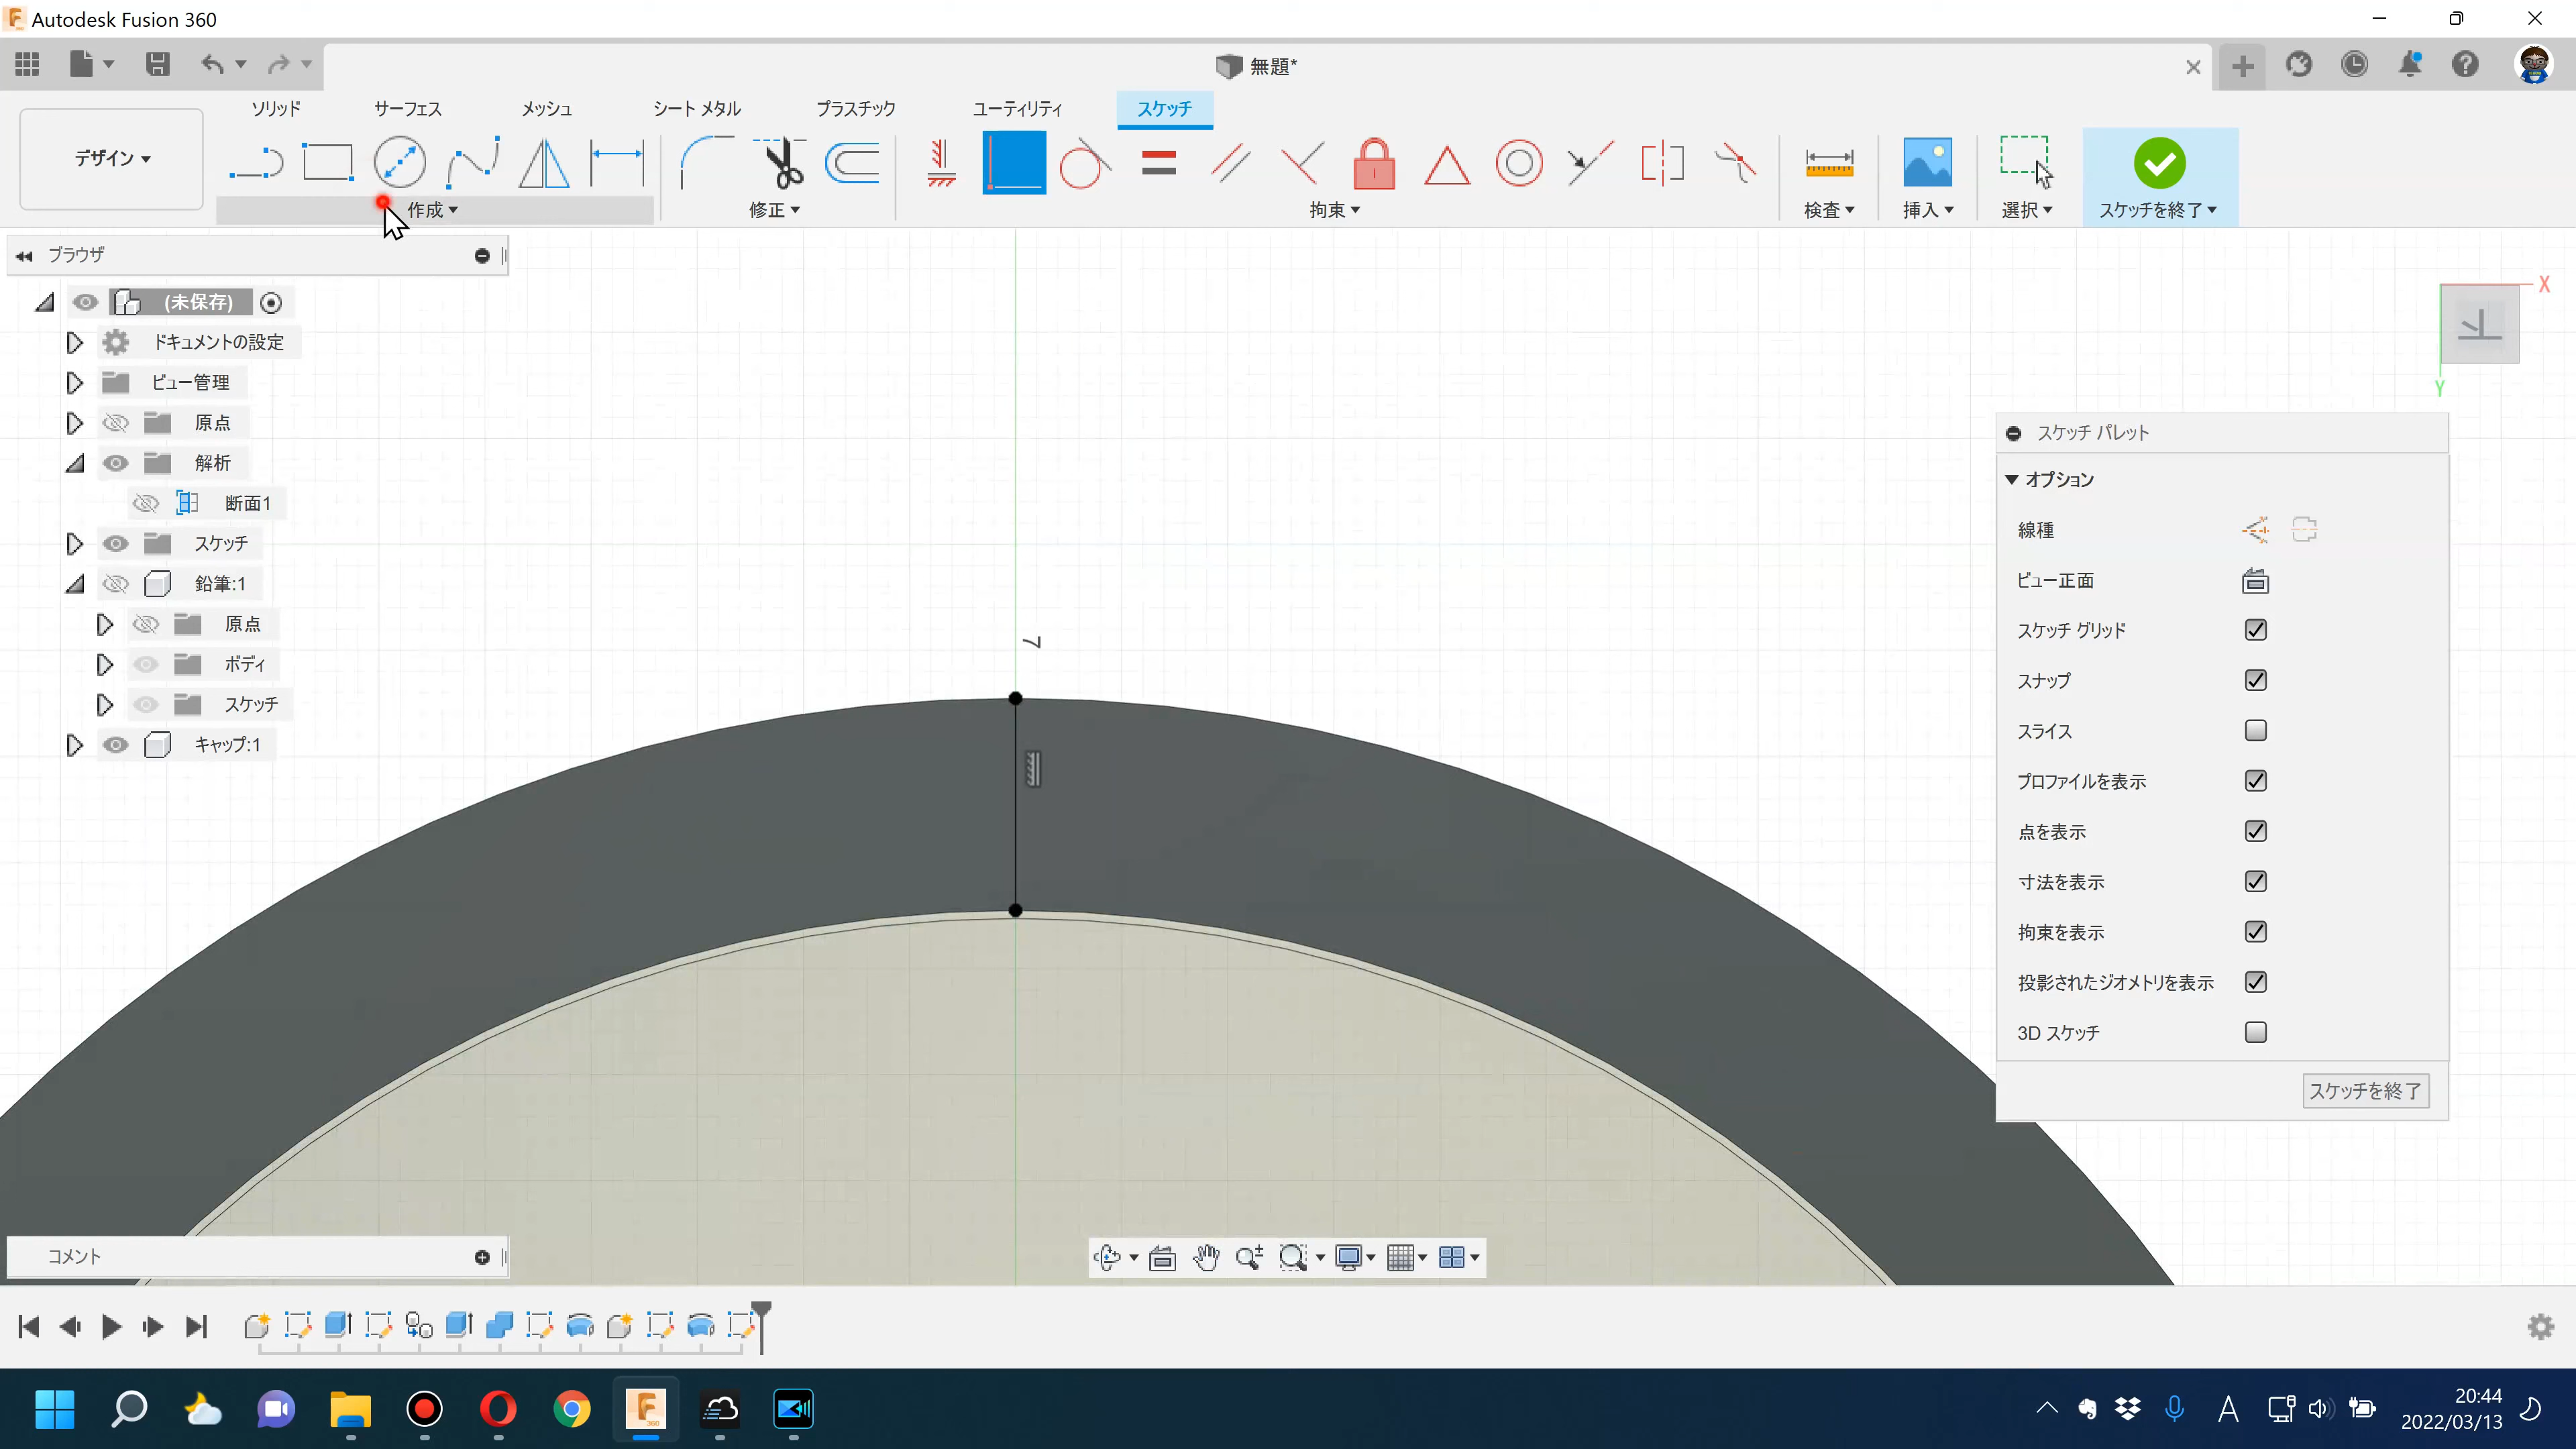 Autodesk Fusion 360
無題*
ソリッド
サーフェス
メッシュ
シート メタル
プラスチック
ユーティリティ
スケッチ
デザイン
作成
修正
拘束
検査
挿入
選択
スケッチを終了
ブラウザ
(未保存)
ドキュメントの設定
ビュー管理
原点
解析
断面1
スケッチ
鉛筆:1
原点
ボディ
スケッチ
キャップ:1
X
下
Y
7
スケッチ パレット
オプション
線種
ビュー正面
スケッチ グリッド
スナップ
スライス
プロファイルを表示
点を表示
寸法を表示
拘束を表示
投影されたジオメトリを表示
3D スケッチ
スケッチを終了
コメント
360
A
20:44
2022/03/13